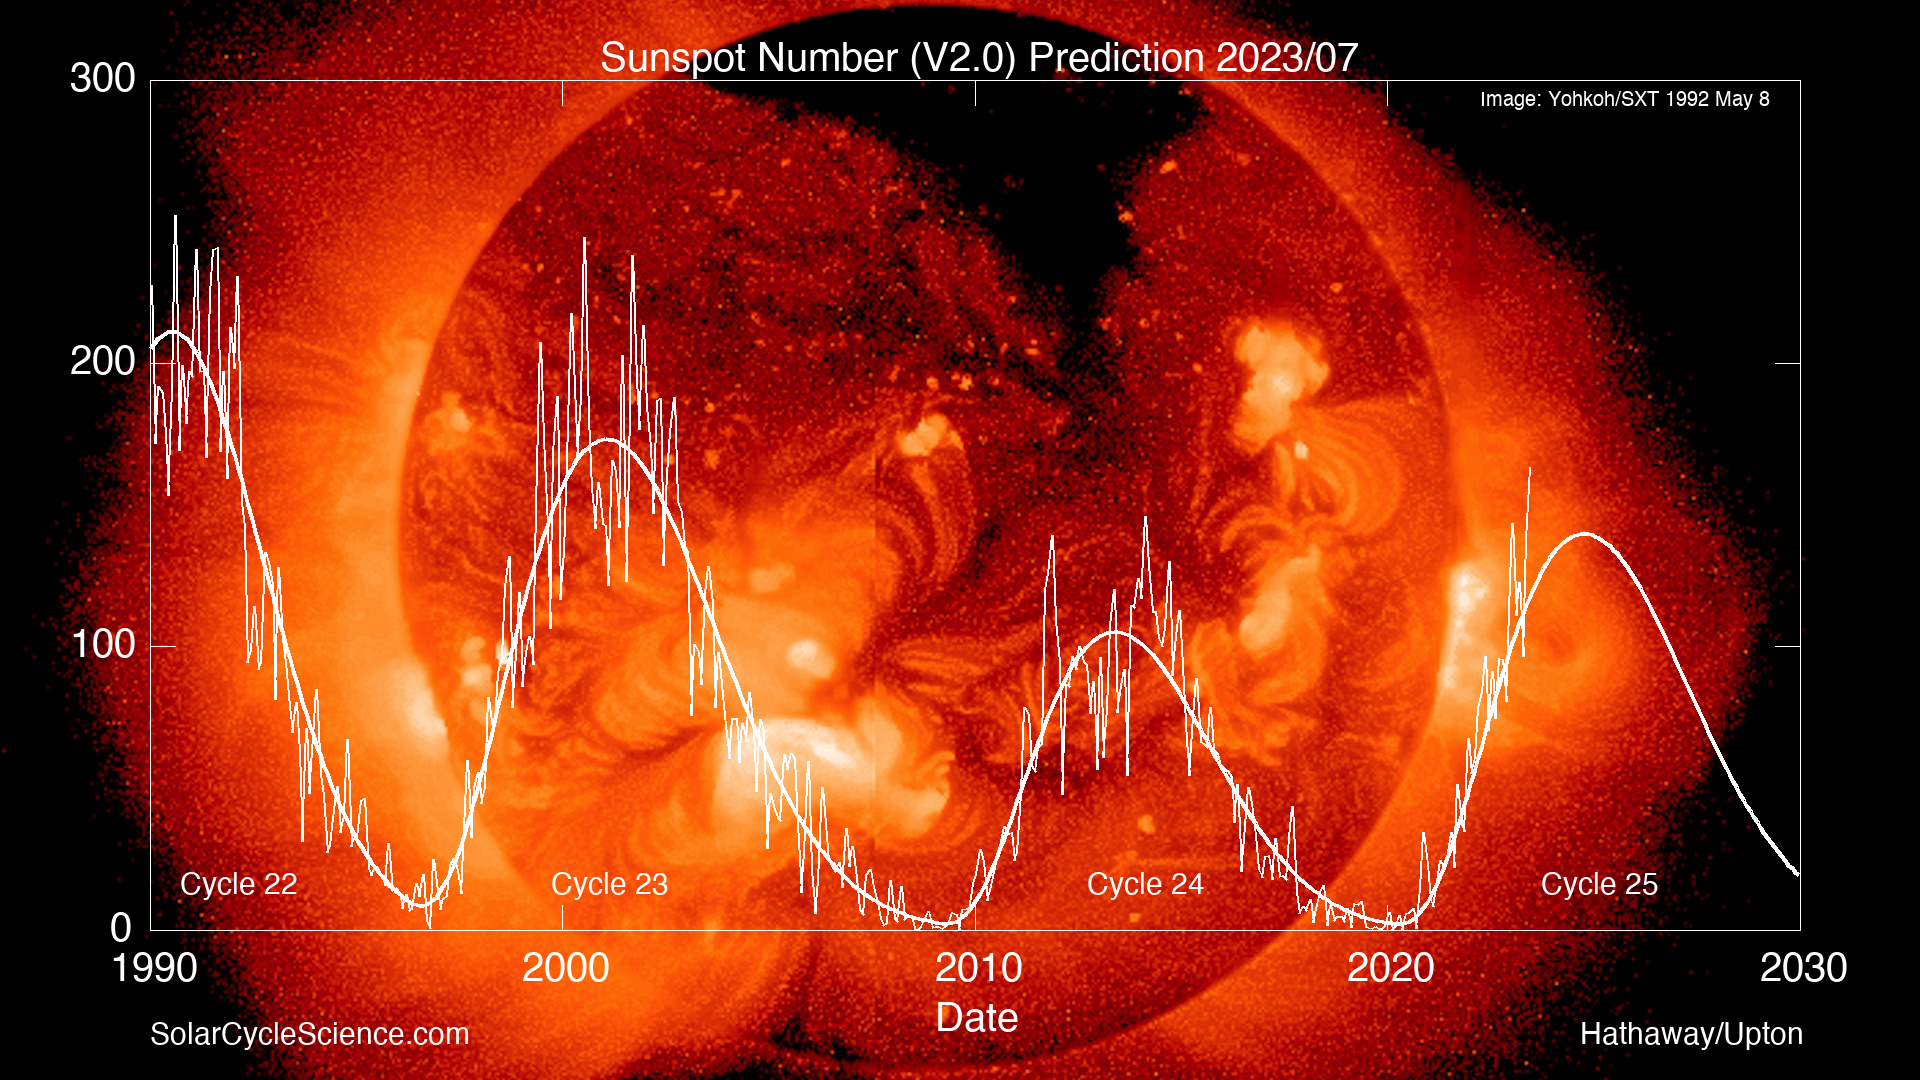 Sunspot Number (V2.0) Prediction 2023/07
300
Image: Yohkoh/SXT 1992 May 8
200
100
Cycle 22
Cycle 23
Cycle 24
Cycle 25
0
1990
2000
2010
2020
2030
Date
SolarCycleScience.com
Hathaway/Upton